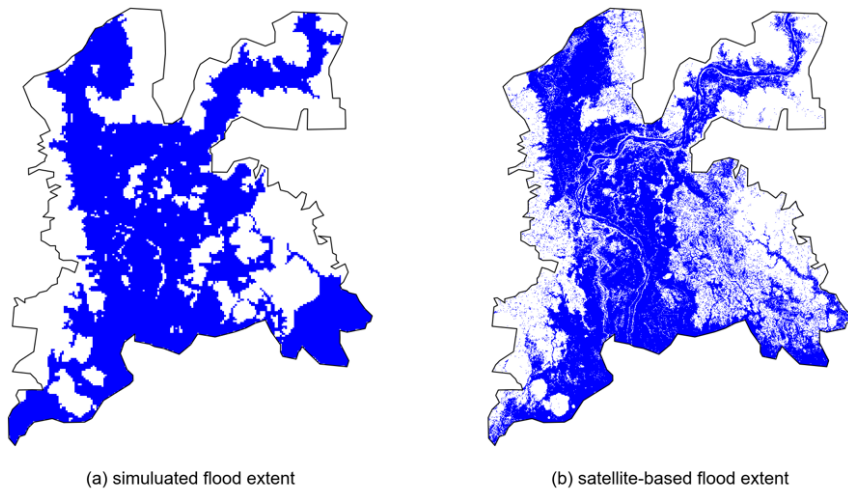 (a) simuluated flood extent
(b) satellite-based flood extent